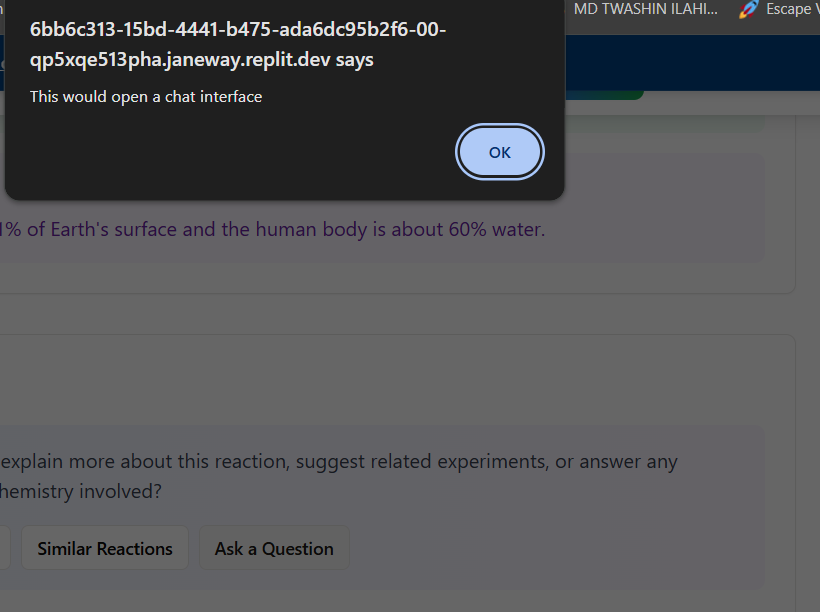 MD TWASHIN ILAHI...
Escape
6bb6c313-15bd-4441-b475-ada6dc95b2f6-00-
qp5xqe513pha.janeway.replit.dev says
This would open a chat interface
OK
% of Earth's surface and the human body is about 60% water.
explain more about this reaction, suggest related experiments, or answer any
hemistry involved?
Similar Reactions
Ask a Question